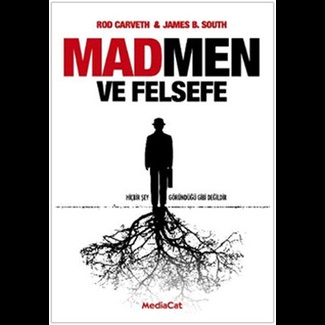 ROD CARVETH & JAMES B. SOUTH
MADMEN
VE FELSEFE
HİÇBİR ŞEY GÖRÜNDÜĞÜ GİBİ DEĞİLDİR
MediaCat